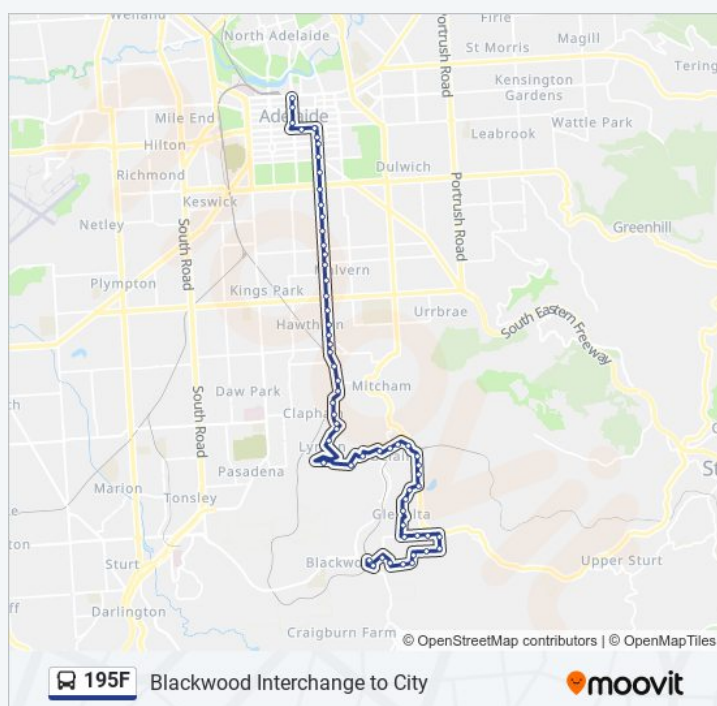 Welland
North Adelaide
Firle
Magill
St Morris
Portrush Road
Kensington
Gardens
Adelaide
Mile End
Wattle Park
Leabrook
Hilton
Dulwich
Richmond
Keswick
Portrush Road
Netley
South Road
Greenhill
Malvern
Plympton
Kings Park
Urrbrae
Hawthorn
South Eastern Freeway
Daw Park
Mitcham
Clapham
South Road
Lynton
Pasadena
Marion
Tonsley
Glenalta
Sturt
Blackwood
Upper Sturt
Darlington
Craigburn Farm
© OpenStreetMap contributors | © OpenMapTiles
195F Blackwood Interchange to City
moovit